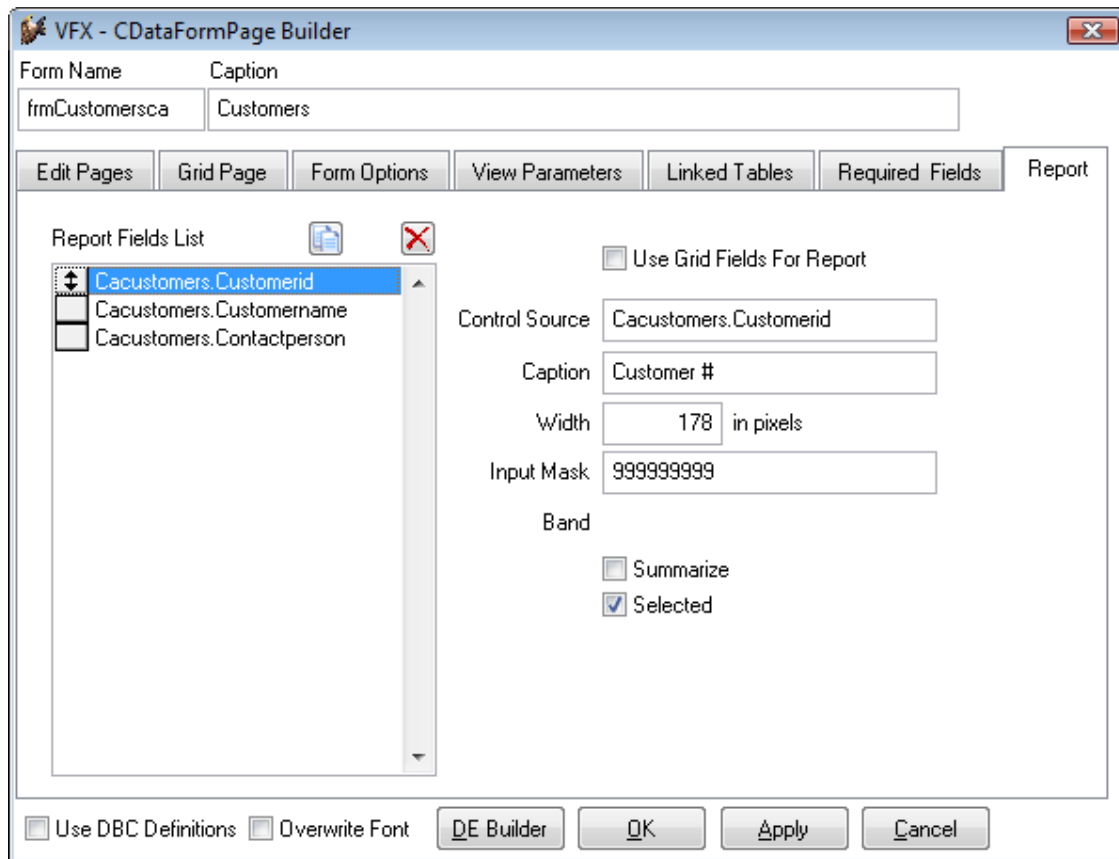 VFX - CDataFormPage Builder
Form Name Caption
frmCustomersca Customers
Edit Pages Grid Page Form Options View Parameters Linked Tables Required Fields Report
Report Fields List
Use Grid Fields For Report
Cacustomers.Customerid
Cacustomers.Customername
Cacustomers.Contactperson
Control Source Cacustomers.Customerid
Caption Customer #
Width 178 in pixels
Input Mask 999999999
Band
Summarize
Selected
Use DBC Definitions Overwrite Font DE Builder OK Apply Cancel